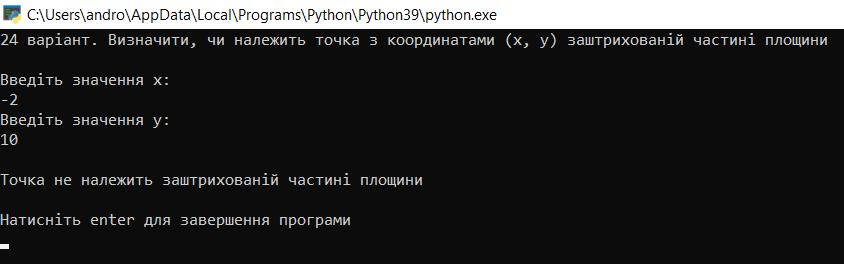 C:\Users\andro\AppData\Local\Programs\Python\Python39\python.exe
24 варіант. Визначити, чи належить точка з координатами (x, y) заштрихованій частині площини
Введіть значення x:
-2
Введіть значення y:
10
Точка не належить заштрихованій частині площини
Натисніть enter для завершення програми